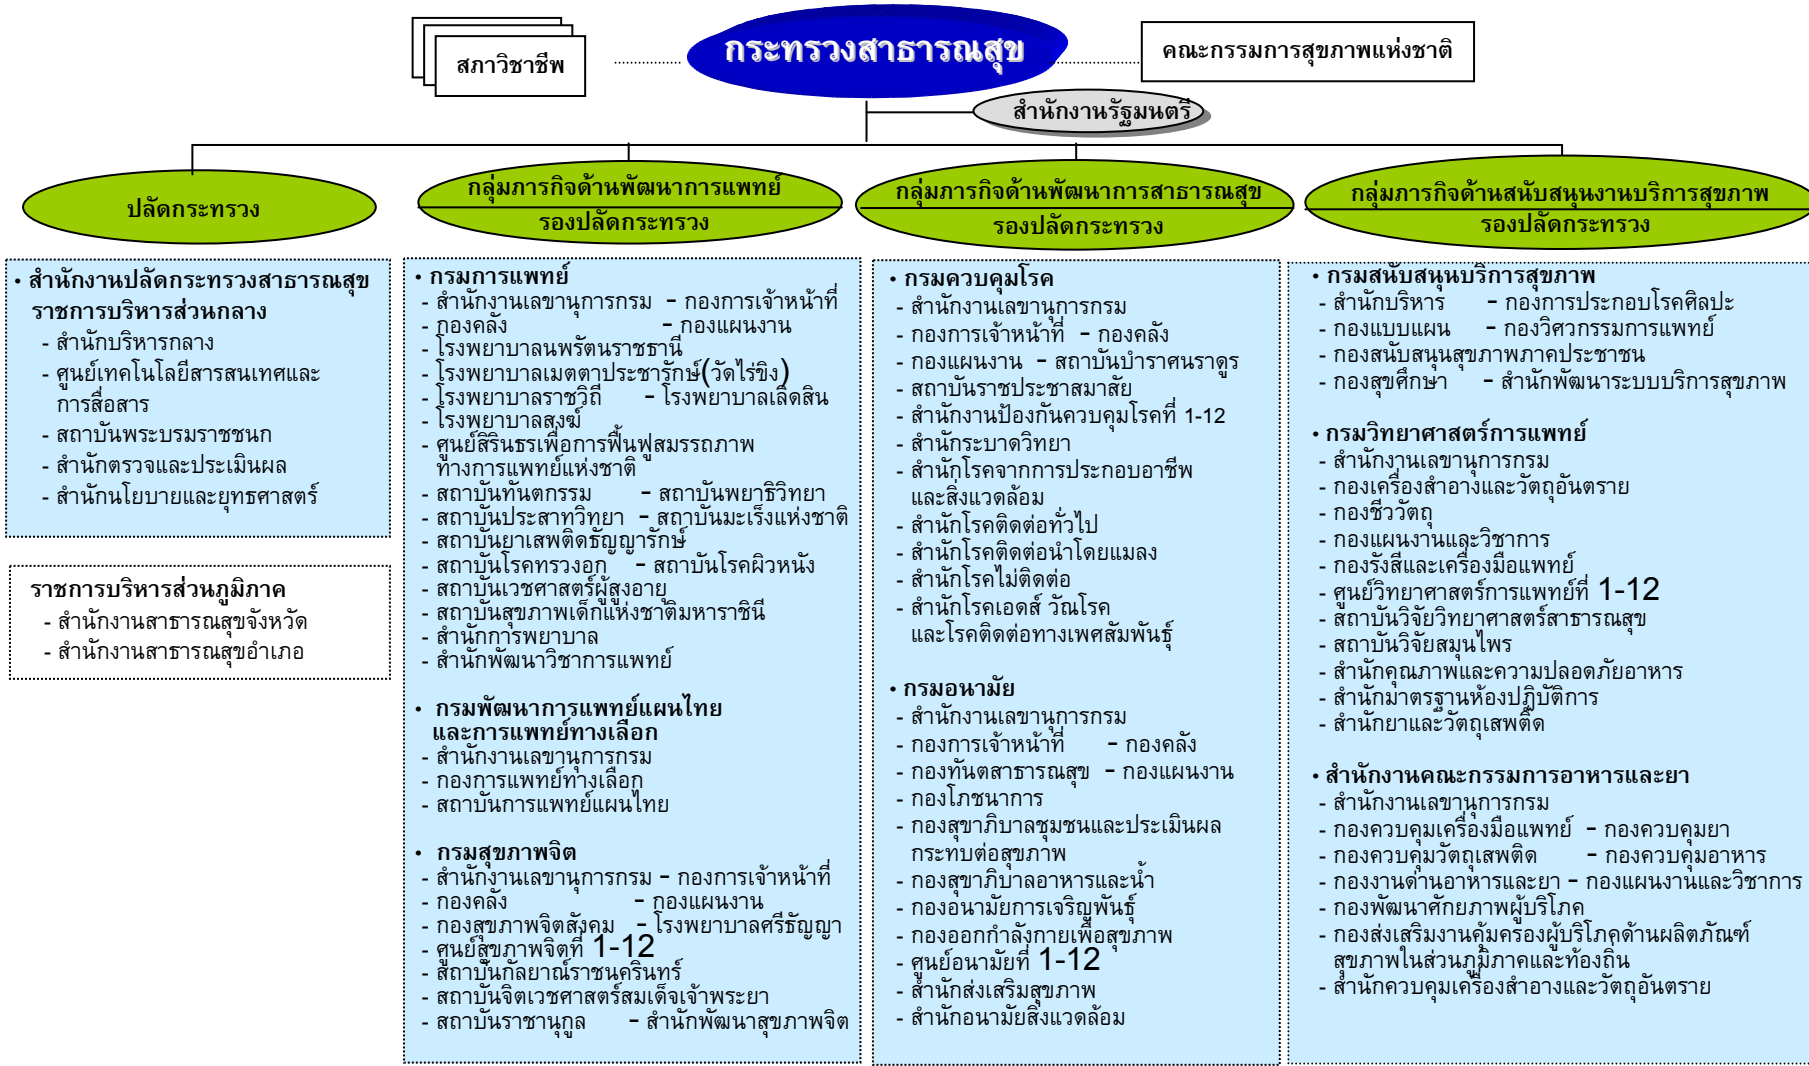 สภาวิชาชีพ
กระทรวงสาธารณสุข
คณะกรรมการสุขภาพแห่งชาติ
สำนักงานรัฐมนตรี
ปลัดกระทรวง
• สำนักงานปลัดกระทรวงสาธารณสุข
ราชการบริหารส่วนกลาง
- สำนักบริหารกลาง
- ศูนย์เทคโนโลยีสารสนเทศและ
การสื่อสาร
- สถาบันพระบรมราชชนก
- สำนักตรวจและประเมินผล
- สำนักนโยบายและยุทธศาสตร์
ราชการบริหารส่วนภูมิภาค
- สำนักงานสาธารณสุขจังหวัด
- สำนักงานสาธารณสุขอำเภอ
กลุ่มภารกิจด้านพัฒนาการแพทย์
รองปลัดกระทรวง
• กรมการแพทย์
- สำนักงานเลขานุการกรม - กองการเจ้าหน้าที่
- กองคลัง - กองแผนงาน
- โรงพยาบาลนพรัตนราชธานี
- โรงพยาบาลเมตตาประชารักษ์(วัดไร่ขิง)
- โรงพยาบาลราชวิถี - โรงพยาบาลเลิดสิน
- โรงพยาบาลสงฆ์
- ศูนย์สิรินธรเพื่อการฟื้นฟูสมรรถภาพ
ทางการแพทย์แห่งชาติ
- สถาบันทันตกรรม - สถาบันพยาธิวิทยา
- สถาบันประสาทวิทยา - สถาบันมะเร็งแห่งชาติ
- สถาบันยาเสพติดธัญญารักษ์
- สถาบันโรคทรวงอก - สถาบันโรคผิวหนัง
- สถาบันเวชศาสตร์ผู้สูงอายุ
- สถาบันสุขภาพเด็กแห่งชาติมหาราชินี
- สำนักการพยาบาล
- สำนักพัฒนาวิชาการแพทย์
• กรมพัฒนาการแพทย์แผนไทย
และการแพทย์ทางเลือก
- สำนักงานเลขานุการกรม
- กองการแพทย์ทางเลือก
- สถาบันการแพทย์แผนไทย
• กรมสุขภาพจิต
- สำนักงานเลขานุการกรม - กองการเจ้าหน้าที่
- กองคลัง - กองแผนงาน
- กองสุขภาพจิตสังคม - โรงพยาบาลศรีธัญญา
- ศูนย์สุขภาพจิตที่ 1-12
- สถาบันกัลยาณ์ราชนครินทร์
- สถาบันจิตเวชศาสตร์สมเด็จเจ้าพระยา
- สถาบันราชานุกูล - สำนักพัฒนาสุขภาพจิต
กลุ่มภารกิจด้านพัฒนาการสาธารณสุข
รองปลัดกระทรวง
• กรมควบคุมโรค
- สำนักงานเลขานุการกรม
- กองการเจ้าหน้าที่ - กองคลัง
- กองแผนงาน - สถาบันบำราศนราดูร
- สถาบันราชประชาสมาสัย
- สำนักงานป้องกันควบคุมโรคที่ 1-12
- สำนักระบาดวิทยา
- สำนักโรคจากการประกอบอาชีพ
และสิ่งแวดล้อม
- สำนักโรคติดต่อทั่วไป
- สำนักโรคติดต่อนำโดยแมลง
- สำนักโรคไม่ติดต่อ
- สำนักโรคเอดส์ วัณโรค
และโรคติดต่อทางเพศสัมพันธุ์
• กรมอนามัย
- สำนักงานเลขานุการกรม
- กองการเจ้าหน้าที่ - กองคลัง
- กองทันตสาธารณสุข - กองแผนงาน
- กองโภชนาการ
- กองสุขาภิบาลชุมชนและประเมินผล
กระทบต่อสุขภาพ
- กองสุขาภิบาลอาหารและน้ำ
- กองอนามัยการเจริญพันธุ์
- กองออกกำลังกายเพื่อสุขภาพ
- ศูนย์อนามัยที่ 1-12
- สำนักส่งเสริมสุขภาพ
- สำนักอนามัยสิ่งแวดล้อม
กลุ่มภารกิจด้านสนับสนุนงานบริการสุขภาพ
รองปลัดกระทรวง
• กรมสนับสนุนบริการสุขภาพ
- สำนักบริหาร - กองการประกอบโรคศิลปะ
- กองแบบแผน - กองวิศวกรรมการแพทย์
- กองสนับสนุนสุขภาพภาคประชาชน
- กองสุขศึกษา - สำนักพัฒนาระบบบริการสุขภาพ
• กรมวิทยาศาสตร์การแพทย์
- สำนักงานเลขานุการกรม
- กองเครื่องสำอางและวัตถุอันตราย
- กองชีววัตถุ
- กองแผนงานและวิชาการ
- กองรังสีและเครื่องมือแพทย์
- ศูนย์วิทยาศาสตร์การแพทย์ที่ 1-12
- สถาบันวิจัยวิทยาศาสตร์สาธารณสุข
- สถาบันวิจัยสมุนไพร
- สำนักคุณภาพและความปลอดภัยอาหาร
- สำนักมาตรฐานห้องปฏิบัติการ
- สำนักยาและวัตถุเสพติด
• สำนักงานคณะกรรมการอาหารและยา
- สำนักงานเลขานุการกรม
- กองควบคุมเครื่องมือแพทย์ - กองควบคุมยา
- กองควบคุมวัตถุเสพติด - กองควบคุมอาหาร
- กองงานด่านอาหารและยา - กองแผนงานและวิชาการ
- กองพัฒนาศักยภาพผู้บริโภค
- กองส่งเสริมงานคุ้มครองผู้บริโภคด้านผลิตภัณฑ์
สุขภาพในส่วนภูมิภาคและท้องถิ่น
- สำนักควบคุมเครื่องสำอางและวัตถุอันตราย